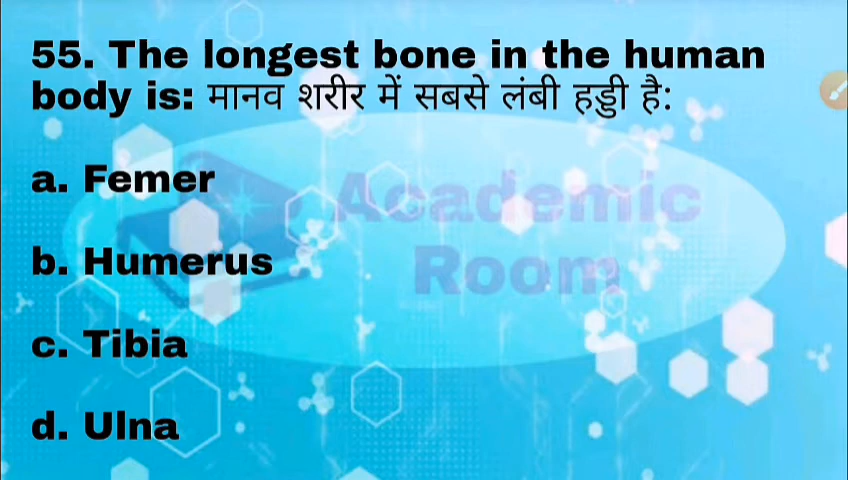 55. The longest bone in the human
body is: मानव शरीर में सबसे लंबी हड्डी है:
a. Femer
Academic
b. Humerus
Room
c. Tibia
d. Ulna